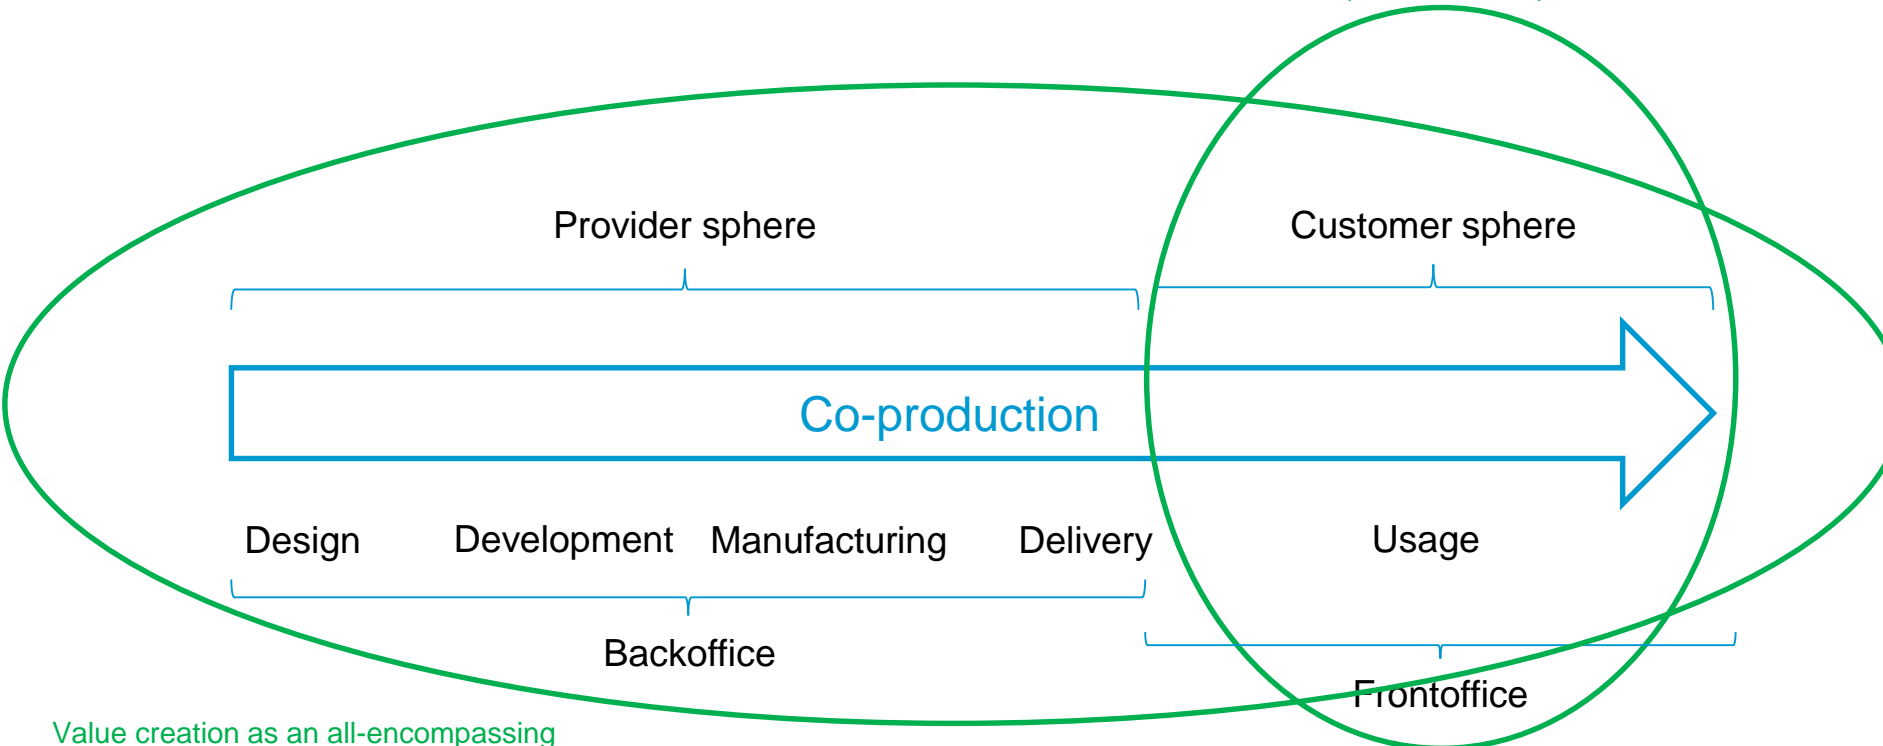 Provider sphere
Customer sphere
Co-production
Design
Development
Manufacturing
Delivery
Usage
Backoffice
Frontoffice
Value creation as an all-encompassing